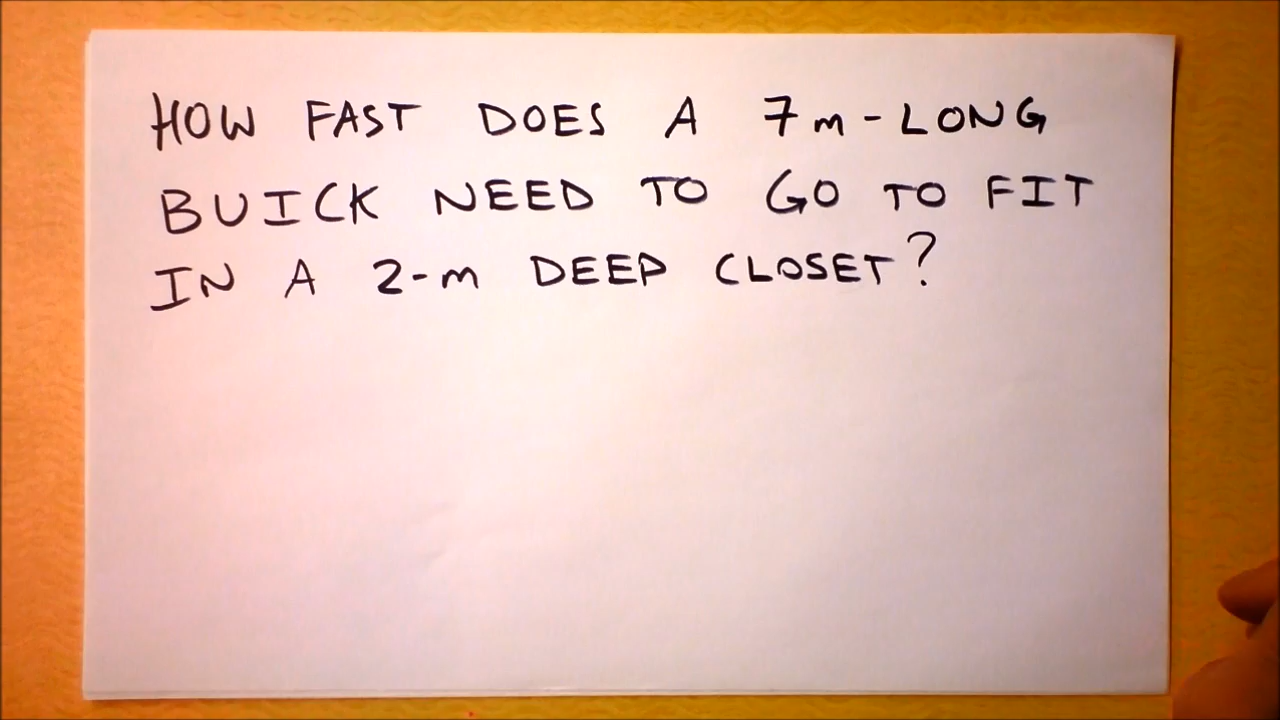 HOW FAST DOES A 7m-LONG
BUICK NEED TO GO TO FIT
IN A 2-m DEEP CLOSET?